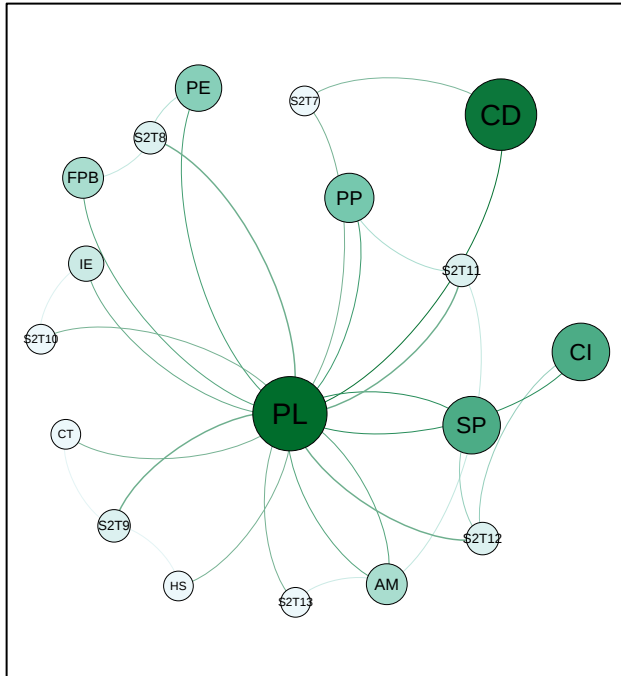 PE
S2T7
CD
S2T8
FPB
PP
IE
S2T11
S2T10
CI
PL
SP
CT
S2T9
S2T12
HS
AM
S2T13